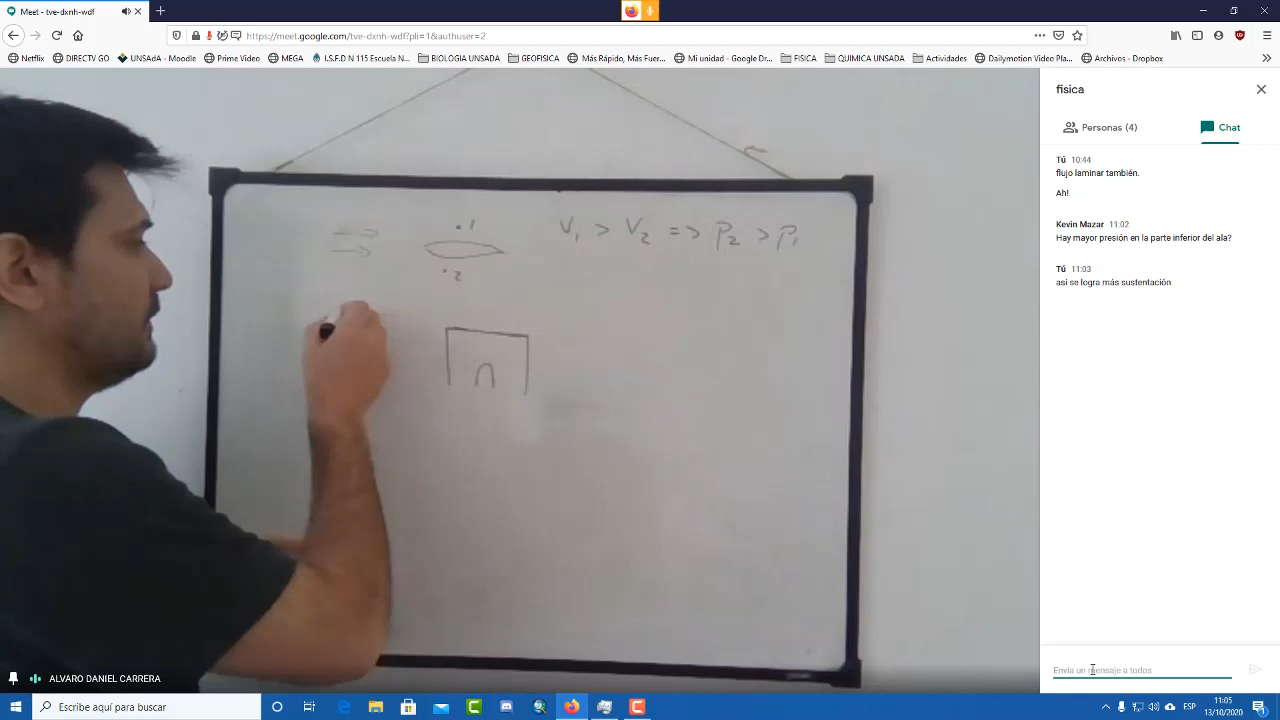 Meet - tve-dxnh-wdf
https://meet.google.com/tve-dxnh-wdf?pli=1&authuser=2
Netflix DIRECTV GO UNSAdA - Moodle Prime Video MEGA I.S.F.D N 115 Escuela N... BIOLOGIA UNSADA GEOFISICA Más Rápido, Más Fuer... Mi unidad - Google Dr... FISICA QUIMICA UNSADA Actividades Dailymotion Video Pla... Archivos - Dropbox
.1 V₁ > V₂ => P₂ > P₁
.2
fisica
Personas (4) Chat
Tú 10:44
flujo laminar también.
Ah!
Kevin Mazar 11:02
Hay mayor presión en la parte inferior del ala?
Tú 11:03
asi se logra más sustentación
Envía un mensaje a todos
ALVARO DANIEL CARRERA
Escribe aquí para buscar
ESP
11:05
13/10/2020
1